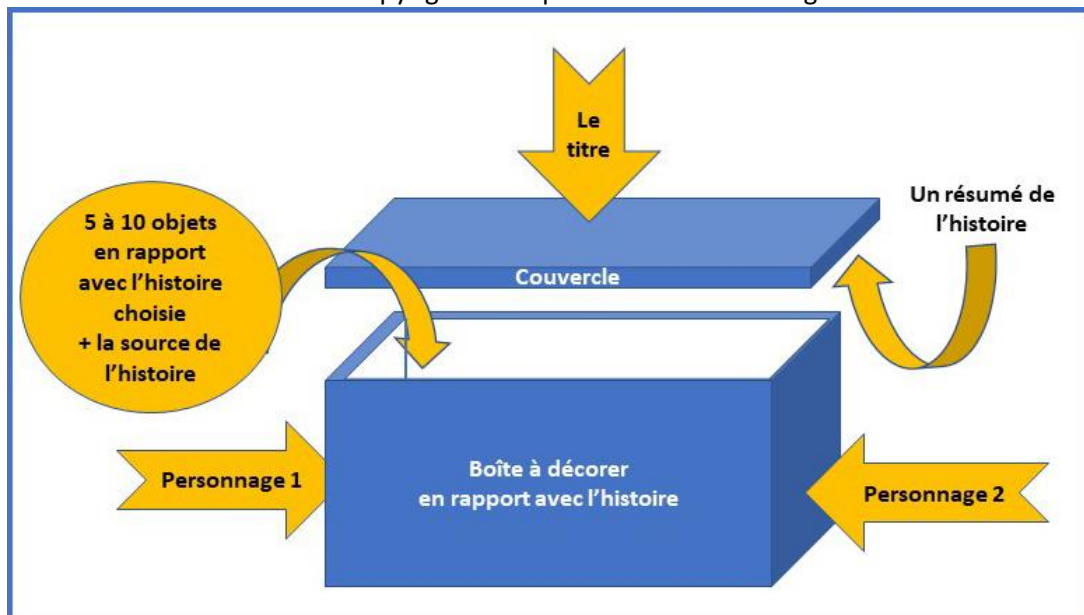 Le
titre
5 à 10 objets
en rapport
avec l'histoire
choisie
+ la source de
l'histoire
Un résumé de
l'histoire
Couvercle
Personnage 1
Boîte à décorer
en rapport avec l'histoire
Personnage 2